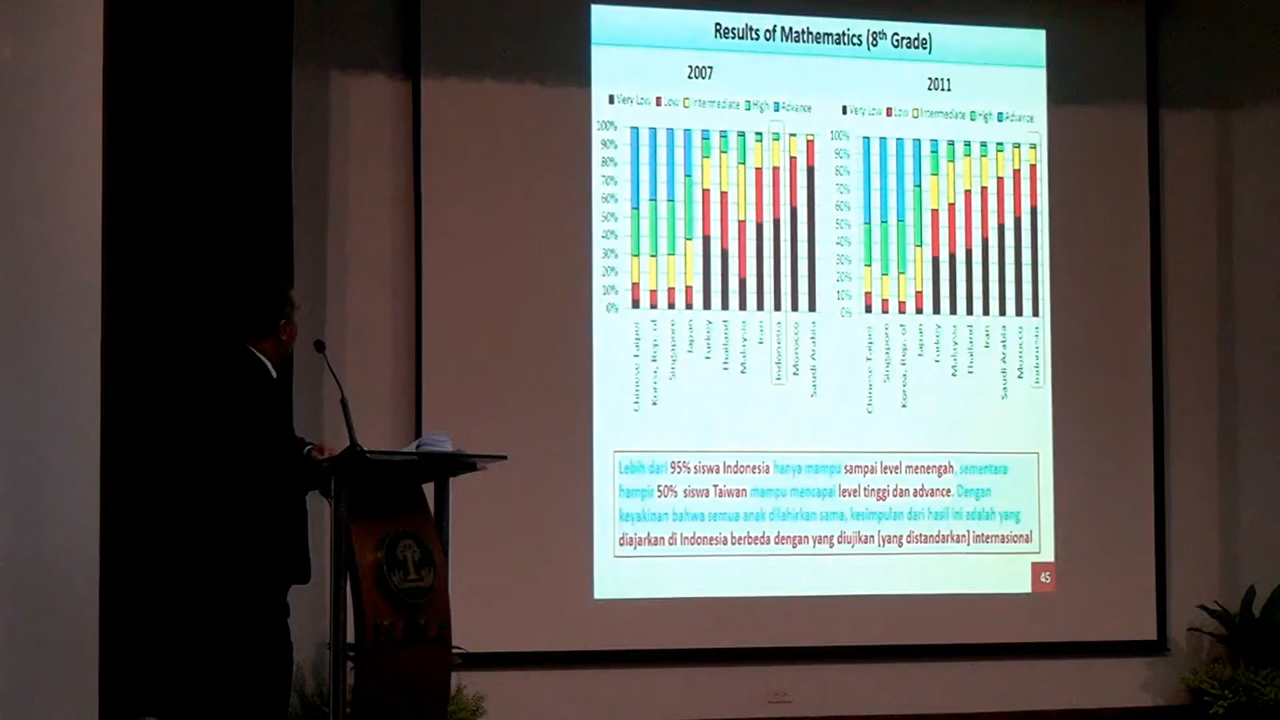 Results of Mathematics (8th Grade)
2007
2011
Very Low Low Intermediate High Advance
Very Low Low Intermediate High Advance
100%
90%
80%
70%
60%
50%
40%
30%
20%
10%
0%
100%
90%
80%
70%
60%
50%
40%
30%
20%
10%
0%
Chinese Taipei
Korea, Rep. of
Singapore
Japan
Turkey
Thailand
Malaysia
Iran
Indonesia
Morocco
Saudi Arabia
Chinese Taipei
Singapore
Korea, Rep. of
Japan
Turkey
Malaysia
Thailand
Iran
Saudi Arabia
Morocco
Indonesia
Lebih dari 95% siswa Indonesia hanya mampu sampai level menengah, sementara
hampir 50% siswa Taiwan mampu mencapai level tinggi dan advance. Dengan
keyakinan bahwa semua anak dilahirkan sama, kesimpulan dari hasil ini adalah yang
diajarkan di Indonesia berbeda dengan yang diujikan [yang distandarkan] internasional
45